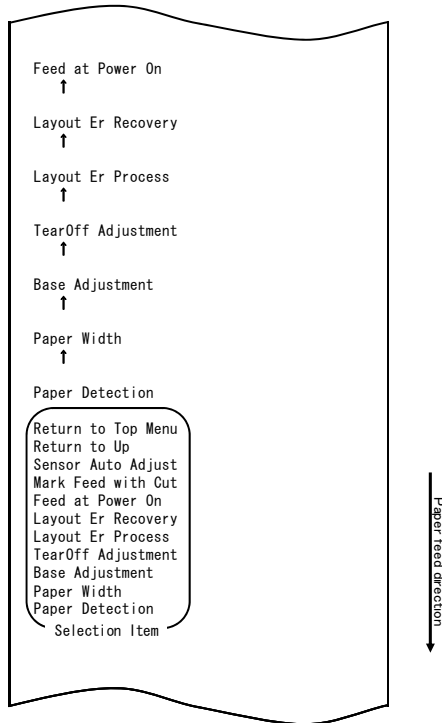 Feed at Power On
↑
Layout Er Recovery
↑
Layout Er Process
↑
TearOff Adjustment
↑
Base Adjustment
↑
Paper Width
↑
Paper Detection
Return to Top Menu
Return to Up
Sensor Auto Adjust
Mark Feed with Cut
Feed at Power On
Layout Er Recovery
Layout Er Process
TearOff Adjustment
Base Adjustment
Paper Width
Paper Detection
Selection Item
Paper feed direction